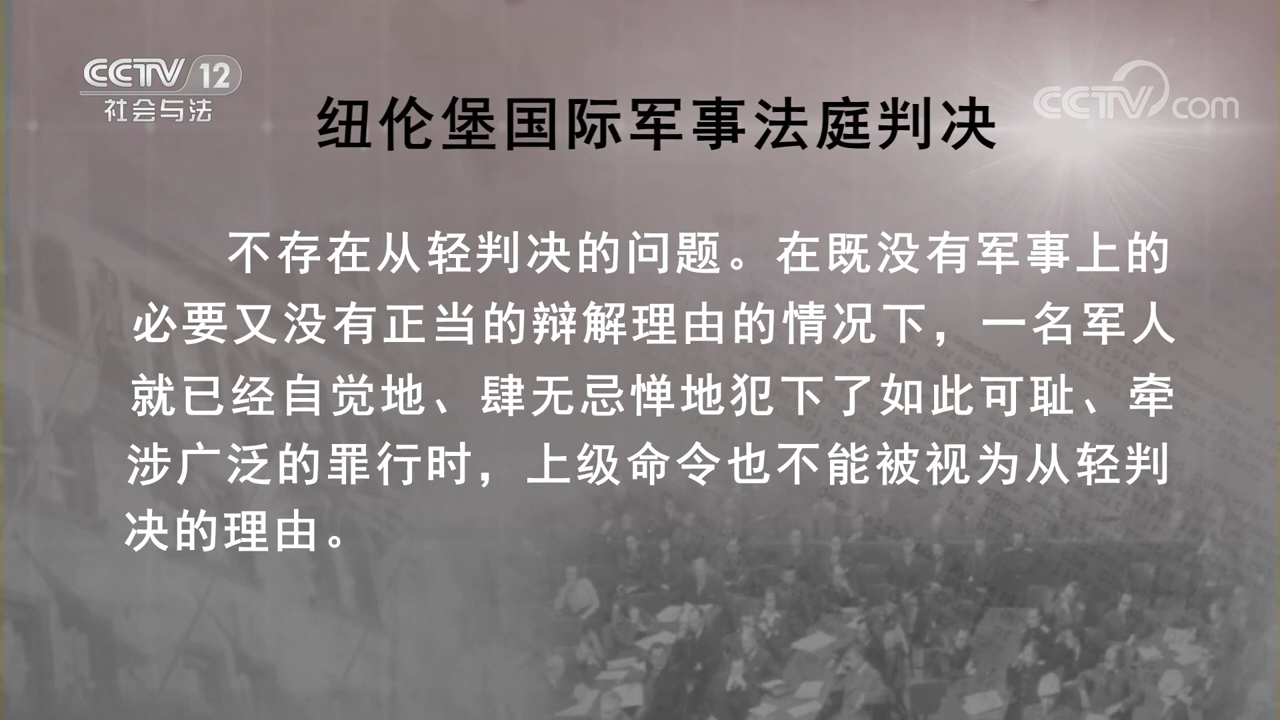 CCTV 12
社会与法
CCTV.com
纽伦堡国际军事法庭判决
不存在从轻判决的问题。在既没有军事上的
必要又没有正当的辩解理由的情况下，一名军人
就已经自觉地、肆无忌惮地犯下了如此可耻、牵
涉广泛的罪行时，上级命令也不能被视为从轻判
决的理由。